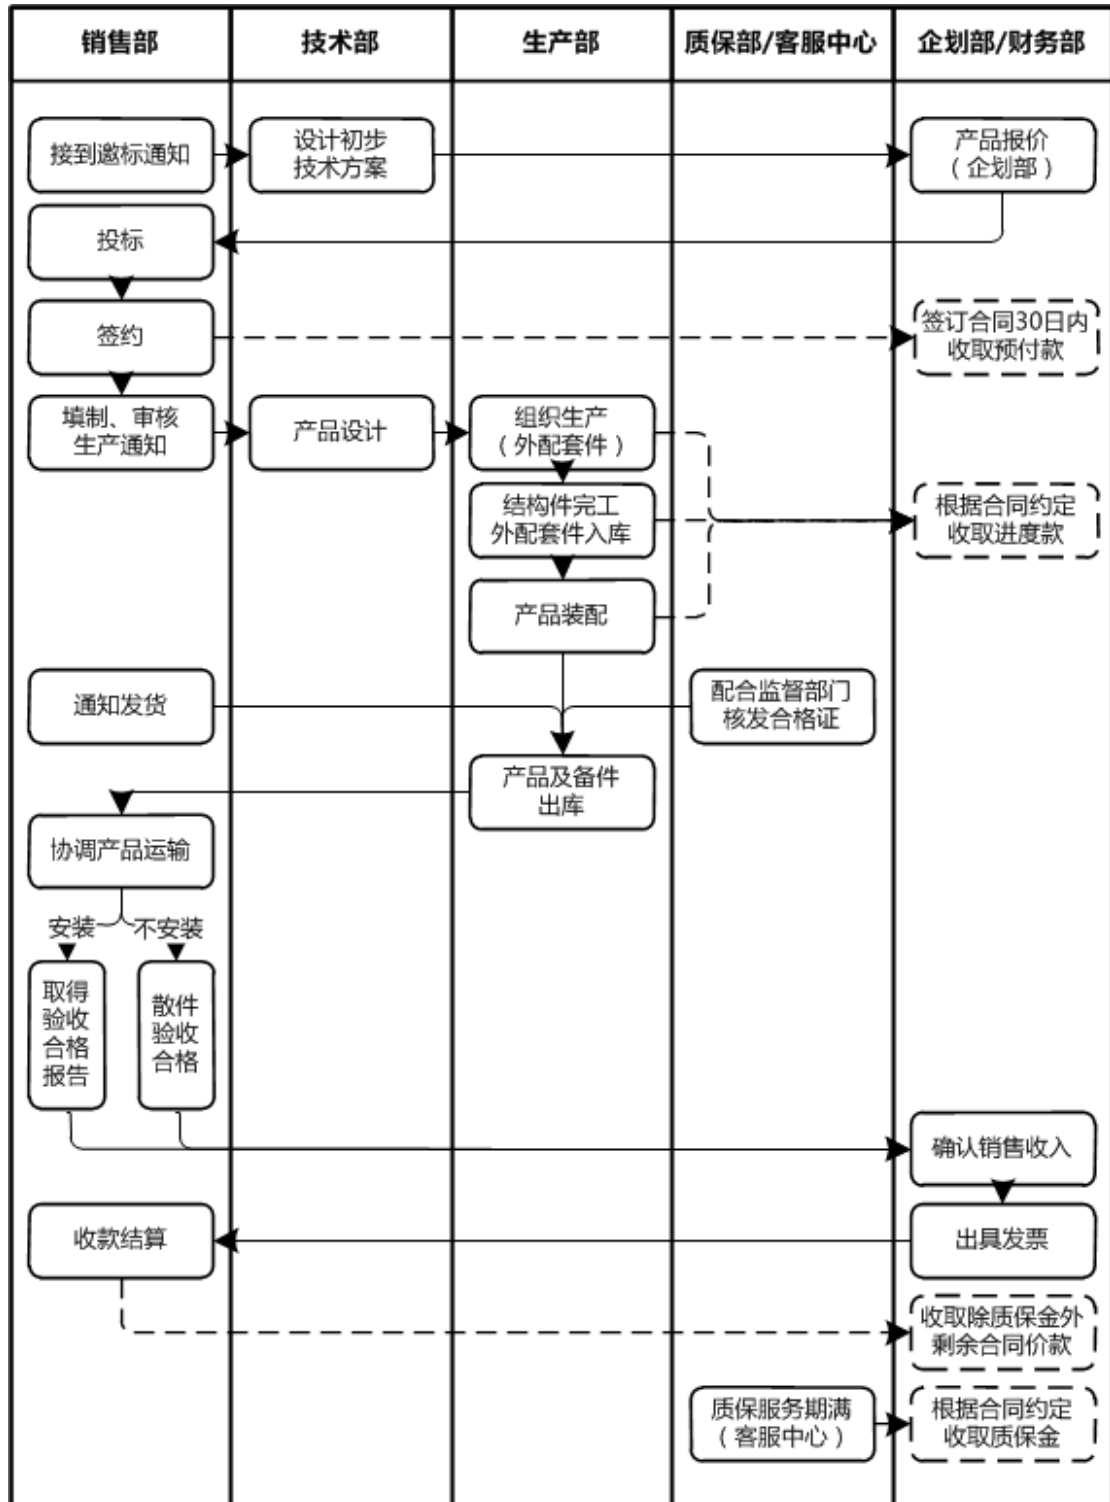 销售部
技术部
生产部
质保部/客服中心
企划部/财务部
接到邀标通知
设计初步
技术方案
产品报价
（企划部）
投标
签约
签订合同30日内
收取预付款
填制、审核
生产通知
产品设计
组织生产
（外配套件）
结构件完工
外配套件入库
根据合同约定
收取进度款
产品装配
通知发货
配合监督部门
核发合格证
产品及备件
出库
协调产品运输
安装
不安装
取得
验收
合格
报告
散件
验收
合格
确认销售收入
收款结算
出具发票
收取除质保金外
剩余合同价款
质保服务期满
（客服中心）
根据合同约定
收取质保金